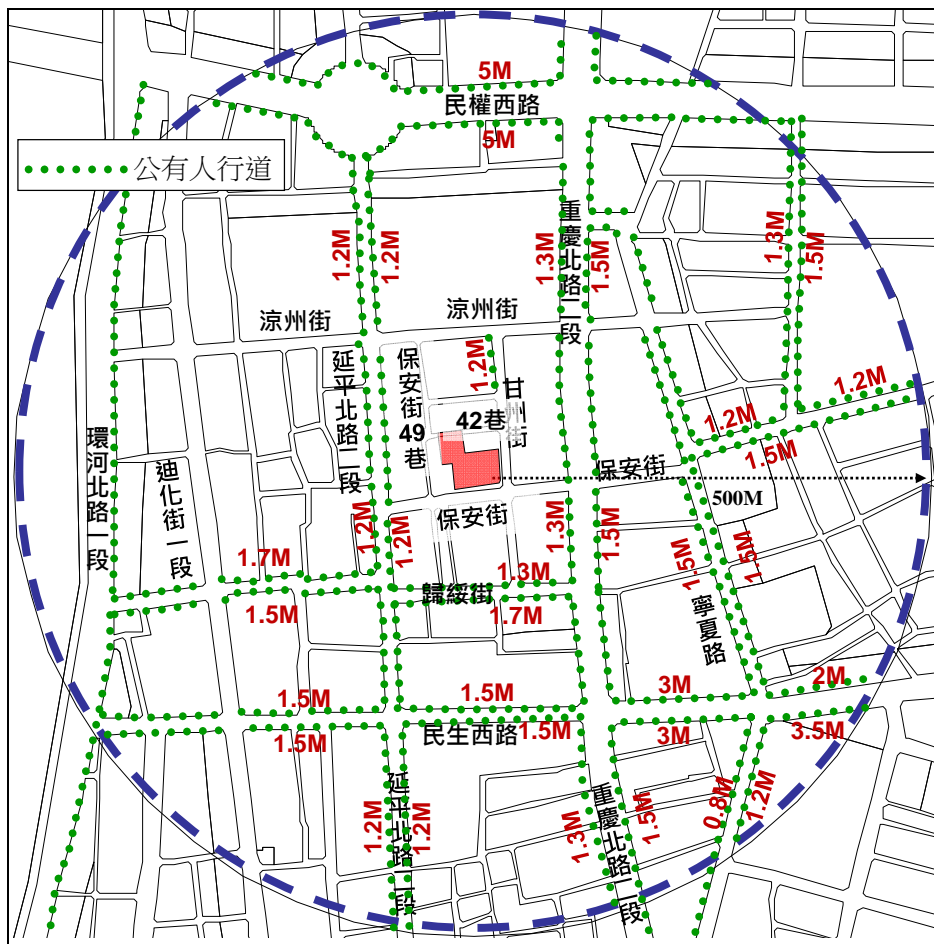 5M
民權西路
5M
公有人行道
重慶北路二段
1.2M
1.2M
1.3M
1.5M
1.3M
1.5M
涼州街
涼州街
延平北路二段
保安街49巷
1.2M
甘州街
42巷
1.2M
1.2M
1.5M
環河北路一段
迪化街一段
保安街
500M
保安街
1.2M
1.2M
1.3M
1.5M
1.5M
1.5M
1.7M
1.3M
歸綏街
1.5M
1.7M
寧夏路
2M
1.5M
1.5M
3M
1.5M
民生西路
1.5M
3M
3.5M
延平北路二段
1.2M
1.2M
1.3M
重慶北路二段
1.5M
0.8M
1.2M